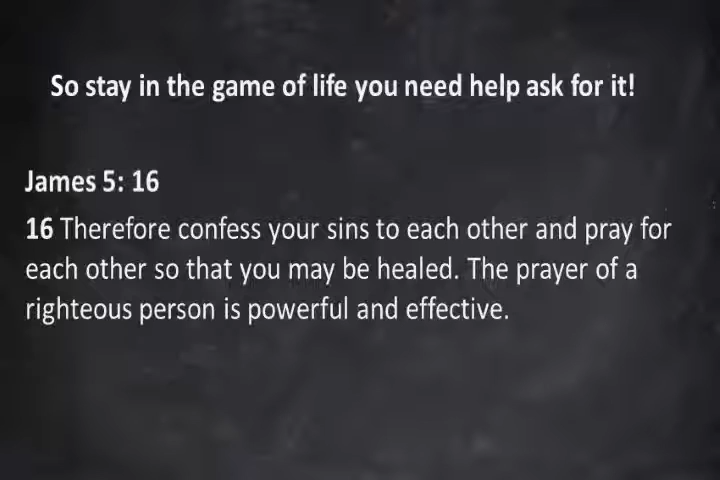 So stay in the game of life you need help ask for it!
James 5: 16
16 Therefore confess your sins to each other and pray for
each other so that you may be healed. The prayer of a
righteous person is powerful and effective.